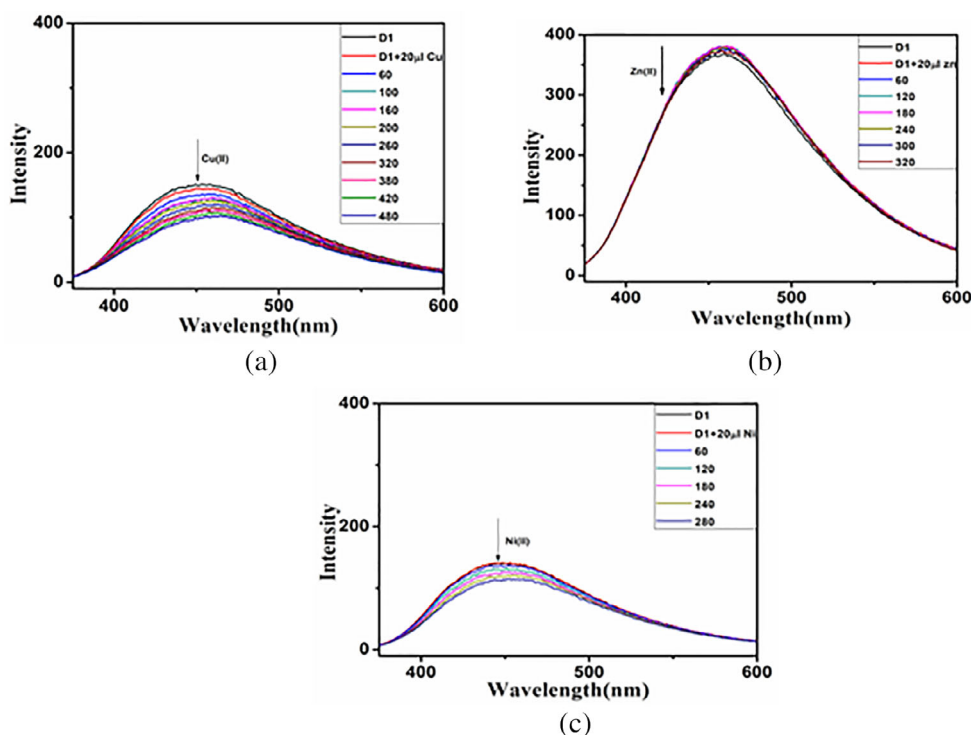 400
200
0
Intensity
D1
D1+20µl Cu
60
100
160
200
260
320
380
420
480
Cu(II)
400
500
600
Wavelength(nm)
(a)
400
300
200
100
0
Intensity
D1
D1+20µl zn
60
120
180
240
300
320
Zn(II)
400
500
600
Wavelength(nm)
(b)
400
200
0
Intensity
D1
D1+20µl Ni
60
120
180
240
280
Ni(II)
400
500
600
Wavelength(nm)
(c)